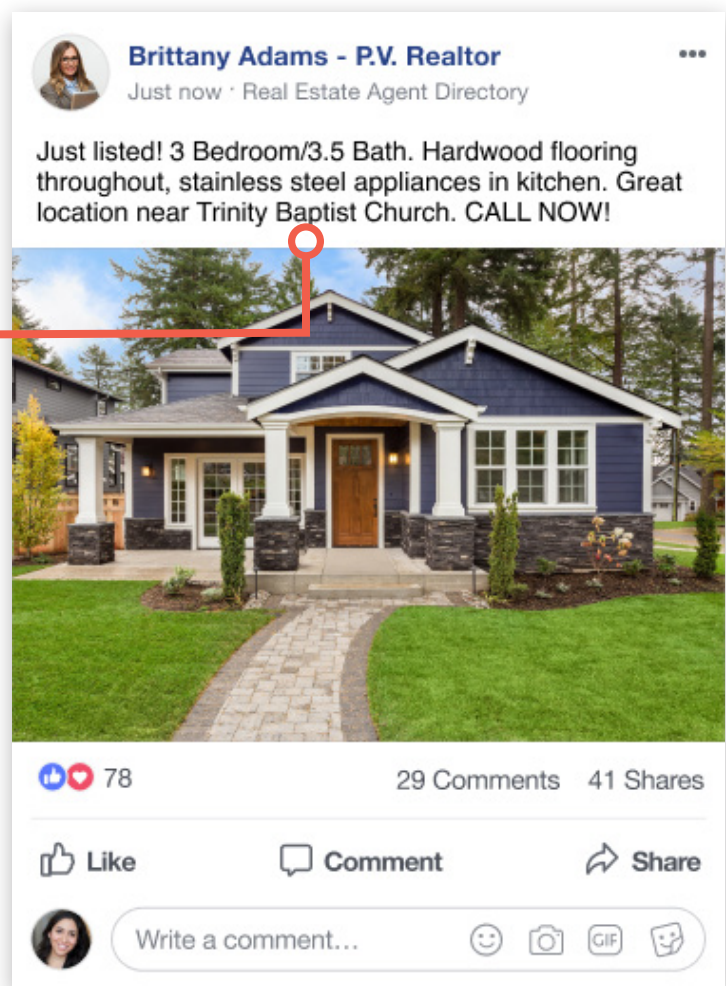 Brittany Adams - P.V. Realtor
Just now · Real Estate Agent Directory
Just listed! 3 Bedroom/3.5 Bath. Hardwood flooring
throughout, stainless steel appliances in kitchen. Great
location near Trinity Baptist Church. CALL NOW!
78 29 Comments 41 Shares
Like Comment Share
Write a comment... GIF